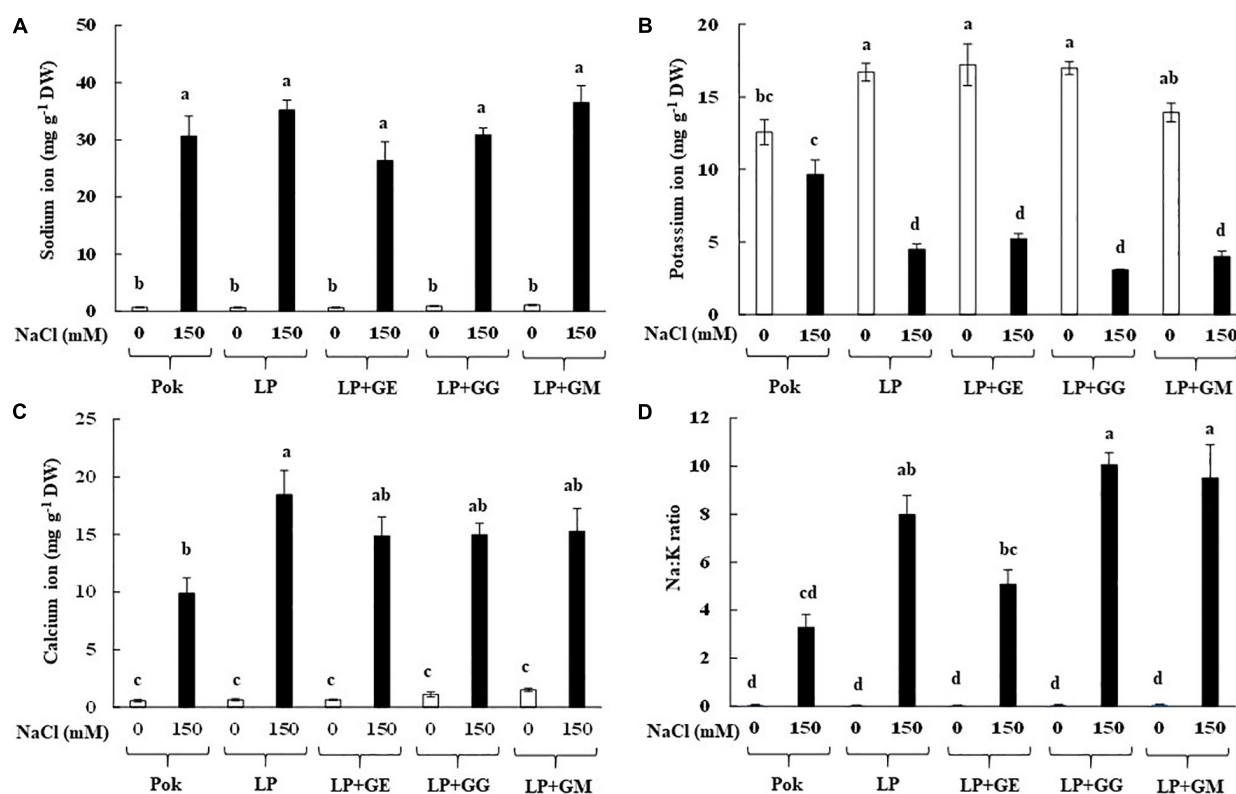 A
50
40
30
20
10
0
Sodium ion (mg g-1 DW)
b a b a b a b a b a
NaCl (mM) 0 150 0 150 0 150 0 150 0 150
Pok LP LP+GE LP+GG LP+GM
B
20
15
10
5
0
Potassium ion (mg g-1 DW)
bc c a d a d a d ab d
NaCl (mM) 0 150 0 150 0 150 0 150 0 150
Pok LP LP+GE LP+GG LP+GM
C
25
20
15
10
5
0
Calcium ion (mg g-1 DW)
c b c a c ab c ab c ab
NaCl (mM) 0 150 0 150 0 150 0 150 0 150
Pok LP LP+GE LP+GG LP+GM
D
12
10
8
6
4
2
0
Na:K ratio
d cd d ab d bc d a d a
NaCl (mM) 0 150 0 150 0 150 0 150 0 150
Pok LP LP+GE LP+GG LP+GM